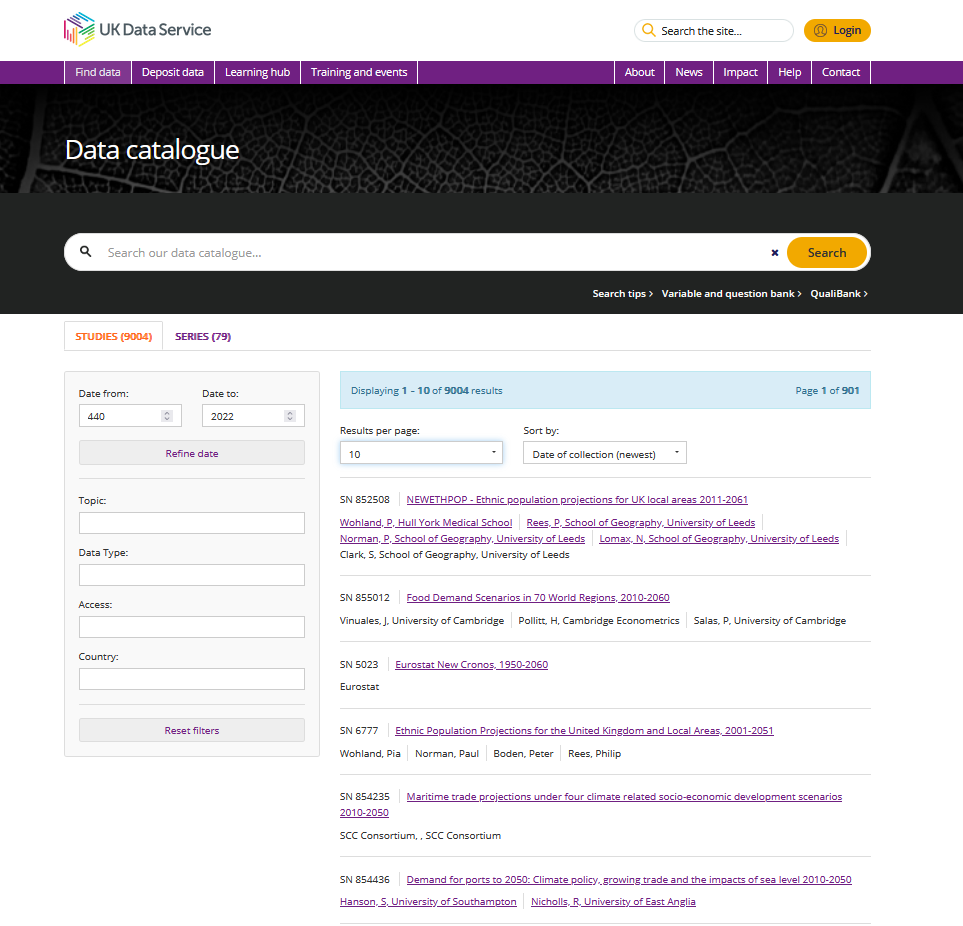 UK Data Service
Search the site...
Login
Find data
Deposit data
Learning hub
Training and events
About
News
Impact
Help
Contact
Data catalogue
Search our data catalogue...
Search
Search tips
Variable and question bank
QualiBank
STUDIES (9004)
SERIES (79)
Date from:
Date to:
440
2022
Refine date
Topic:
Data Type:
Access:
Country:
Reset filters
Displaying 1 - 10 of 9004 results
Page 1 of 901
Results per page:
Sort by:
10
Date of collection (newest)
SN 852508 NEWETHPOP - Ethnic population projections for UK local areas 2011-2061
Wohland, P, Hull York Medical School Rees, P, School of Geography, University of Leeds
Norman, P, School of Geography, University of Leeds Lomax, N, School of Geography, University of Leeds
Clark, S, School of Geography, University of Leeds
SN 855012 Food Demand Scenarios in 70 World Regions, 2010-2060
Vinuales, J, University of Cambridge Pollitt, H, Cambridge Econometrics Salas, P, University of Cambridge
SN 5023 Eurostat New Cronos, 1950-2060
Eurostat
SN 6777 Ethnic Population Projections for the United Kingdom and Local Areas, 2001-2051
Wohland, Pia Norman, Paul Boden, Peter Rees, Philip
SN 854235 Maritime trade projections under four climate related socio-economic development scenarios
2010-2050
SCC Consortium, , SCC Consortium
SN 854436 Demand for ports to 2050: Climate policy, growing trade and the impacts of sea level 2010-2050
Hanson, S, University of Southampton Nicholls, R, University of East Anglia